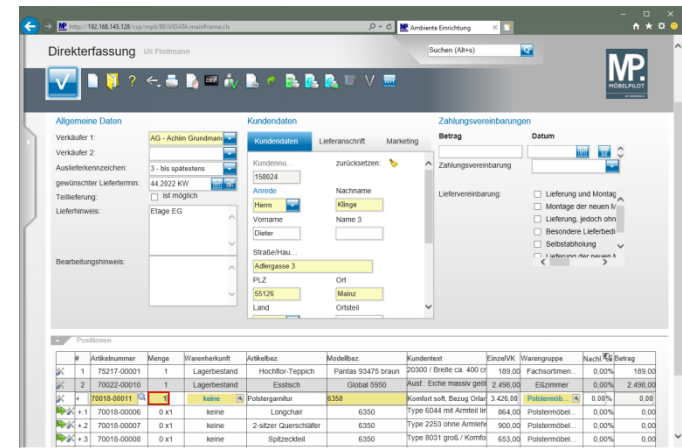 http://192.168.145.128/csp/mp8/BEWIDATA.mainFrame.cls
Ambiente Einrichtung
Direkterfassung Uli Flottmann
Suchen (Alt+s)
MP.
MÖBELPILOT
Allgemeine Daten
Verkäufer 1: AG - Achim Grundmann
Verkäufer 2:
Auslieferkennzeichen: 3 - bis spätestens
gewünschter Liefertermin: 44.2022 KW
Teillieferung: ist möglich
Lieferhinweis: Etage EG
Bearbeitungshinweis:
Kundendaten
Kundendaten Lieferanschrift Marketing
Kundennu... zurücksetzen:
158024
Anrede Nachname
Herrn Klinge
Vorname Name 3
Dieter
Straße/Hau...
Adlergasse 3
PLZ Ort
55126 Mainz
Land Ortsteil
Zahlungsvereinbarungen
Betrag Datum
Zahlungsvereinbarung
Liefervereinbarung: Lieferung und Montag
Montage der neuen M
Lieferung, jedoch ohn
Besondere Lieferbedi
Selbstabholung
Lieferung der neuen M
Positionen
# Artikelnummer Menge Warenherkunft Artikelbez. Modellbez. Kundentext EinzelVK Warengruppe Nachl Betrag
1 75217-00001 1 Lagerbestand Hochflor-Teppich Pantas 93475 braun 20300 / Breite ca. 400 cm 189,00 Fachsortimen... 0,00% 189,00
2 70022-00010 1 Lagerbestand Esstisch Global 5950 Ausf.: Eiche massiv geöl 2.498,00 Eßzimmer 0,00% 2.498,00
+ 70018-00011 1 keine Polstergarnitur 6350 Komfort soft, Bezug Orlan 3.426,00 Polstermöb... 0,00% 0,00
+.1 70018-00006 0 x1 keine Longchair 6350 Type 6044 mit Armteil lin 864,00 Polstermöbel... 0,00% 0,00
+.2 70018-00007 0 x1 keine 2-sitzer Querschläfer 6350 Type 2253 ohne Armlehn 900,00 Polstermöbel... 0,00% 0,00
+.3 70018-00008 0 x1 keine Spitzeckteil 6350 Type 8031 groß / Komfo 653,00 Polstermöbel... 0,00% 0,00